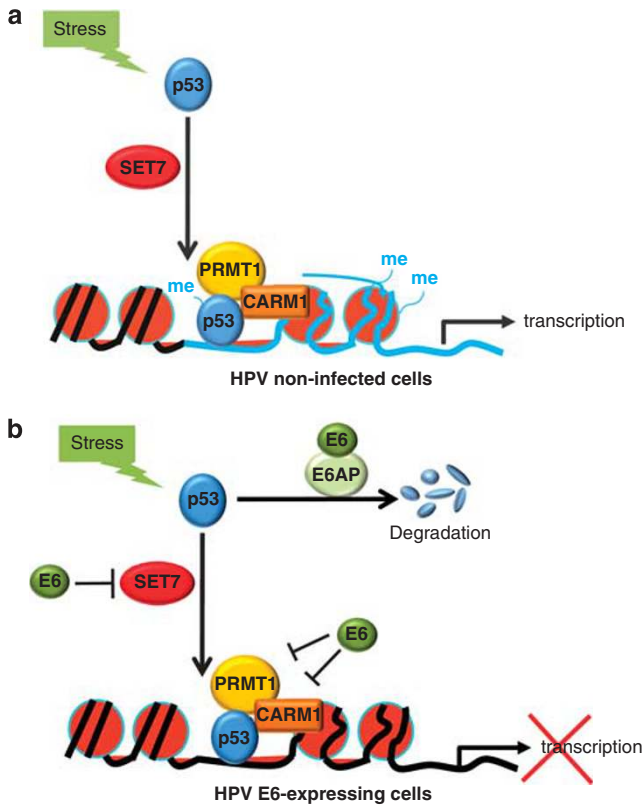 a
Stress
p53
SET7
PRMT1
me
me
me
CARM1
p53
transcription
HPV non-infected cells
b
Stress
E6
E6AP
p53
Degradation
E6
SET7
E6
PRMT1
CARM1
p53
transcription
HPV E6-expressing cells